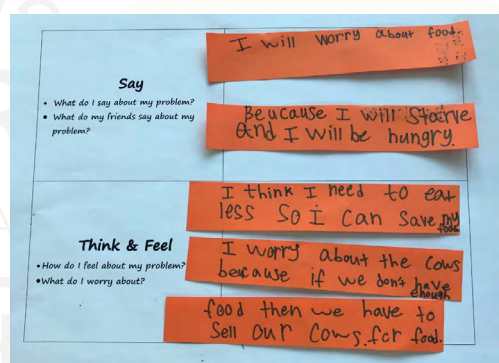 Say
• What do I say about my problem?
• What do my friends say about my
problem?
I will worry about food.
Beucause I will Starve
and I will be hungry.
Think & Feel
• How do I feel about my problem?
• What do I worry about?
I think I need to eat
less So I can Save my
food.
I worry about the cows
because if we don't have
enough
food then we have to
Sell our Cows for food.